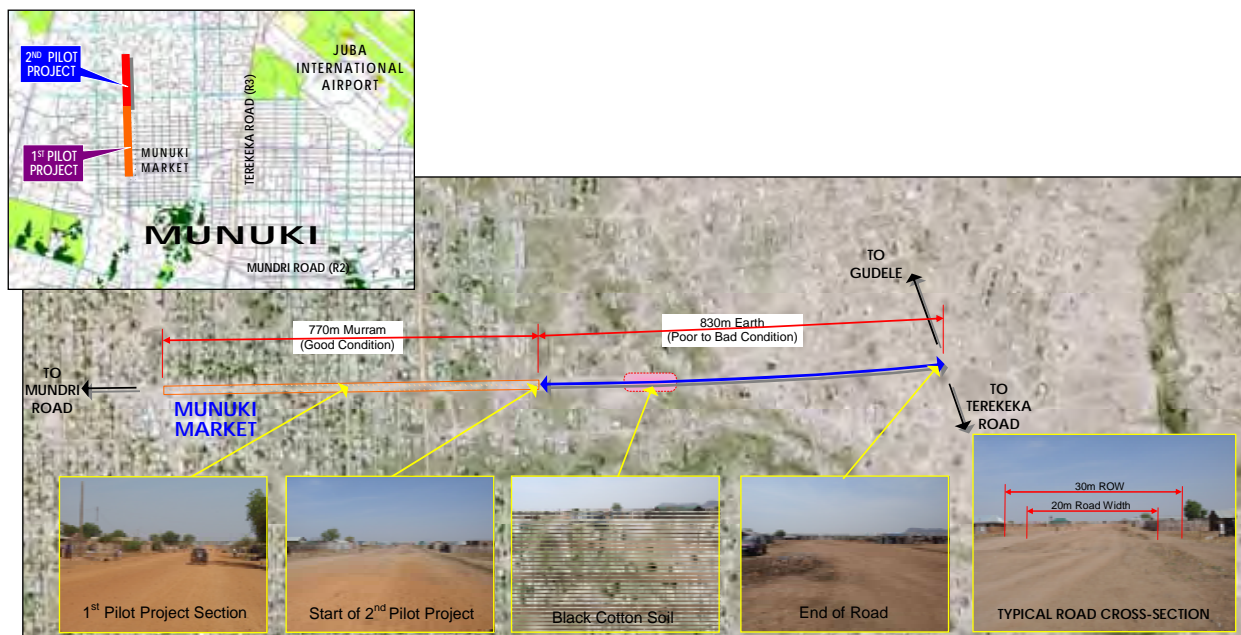 2ND PILOT
PROJECT
1ST PILOT
PROJECT
MUNUKI
MARKET
TEREKEKA ROAD (R3)
JUBA
INTERNATIONAL
AIRPORT
MUNUKI
MUNDRI ROAD (R2)
770m Murram
(Good Condition)
830m Earth
(Poor to Bad Condition)
TO
GUDELE
TO
MUNDRI
ROAD
MUNUKI
MARKET
TO
TEREKEKA
ROAD
1st Pilot Project Section
Start of 2nd Pilot Project
Black Cotton Soil
End of Road
30m ROW
20m Road Width
TYPICAL ROAD CROSS-SECTION